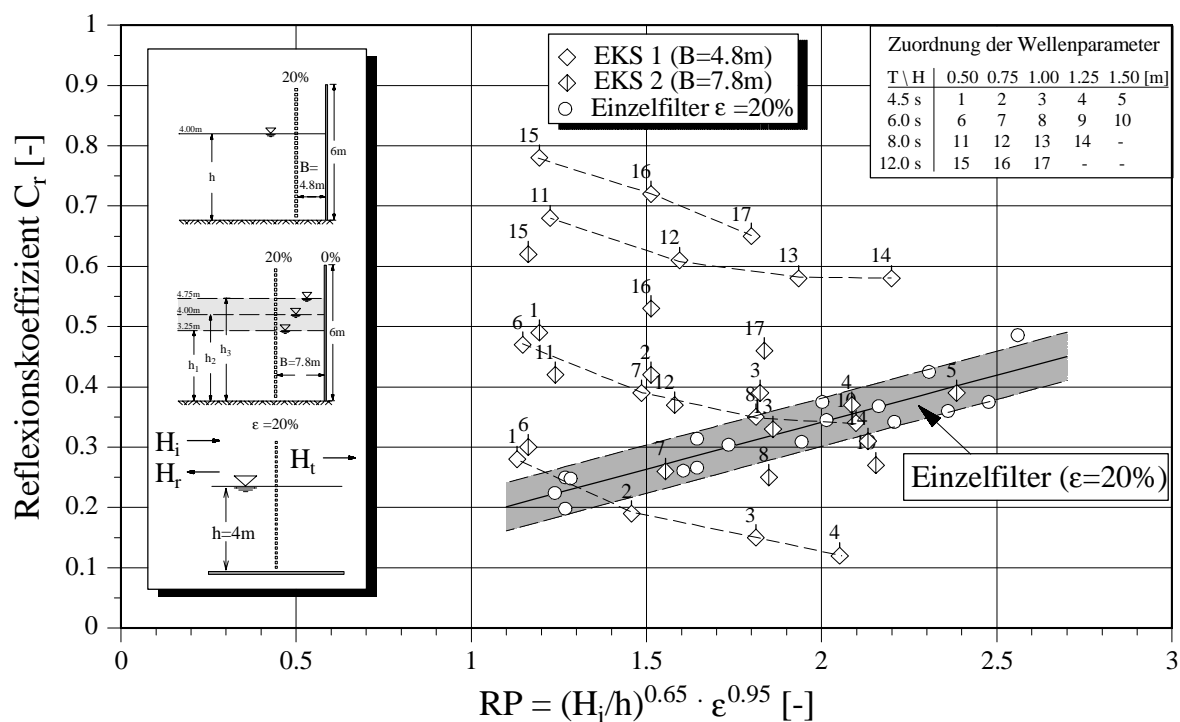 Reflexionskoeffizient C_r [-]
1
0.9
0.8
0.7
0.6
0.5
0.4
0.3
0.2
0.1
0
0 0.5 1 1.5 2 2.5 3
RP = (H_i/h)^0.65 · ε^0.95 [-]
20%
4.00m
h
B=
4.8m
6m
20% 0%
4.75m
4.00m
3.25m
h_1
h_2
h_3
B=7.8m
6m
ε =20%
H_i
H_r
H_t
h=4m
EKS 1 (B=4.8m)
EKS 2 (B=7.8m)
Einzelfilter ε =20%
Zuordnung der Wellenparameter
T \ H 0.50 0.75 1.00 1.25 1.50 [m]
4.5 s 1 2 3 4 5
6.0 s 6 7 8 9 10
8.0 s 11 12 13 14 -
12.0 s 15 16 17 - -
15
16
17
11
12
13
14
15
16
17
1
2
3
4
5
6
7
8
10
11
12
13
14
6
7
8
1
2
3
4
Einzelfilter (ε=20%)